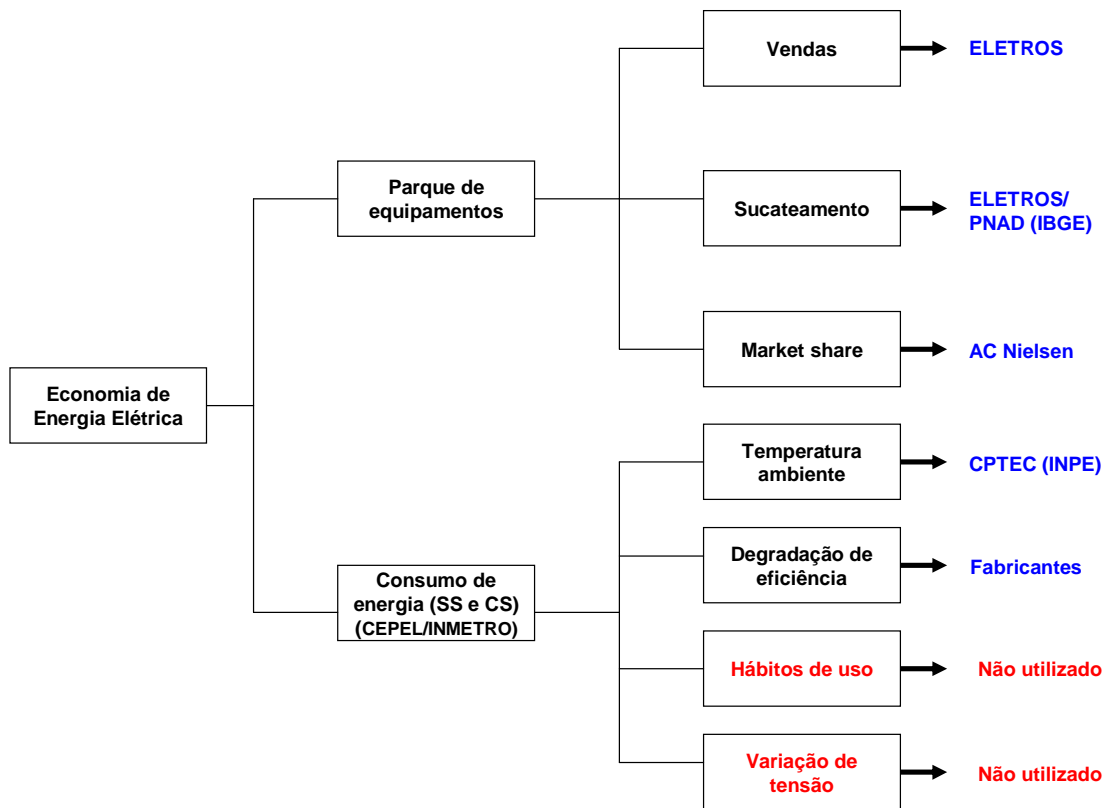 Vendas
ELETROS
Parque de
equipamentos
Sucateamento
ELETROS/
PNAD (IBGE)
Market share
AC Nielsen
Economia de
Energia Elétrica
Temperatura
ambiente
CPTEC (INPE)
Degradação de
eficiência
Fabricantes
Consumo de
energia (SS e CS)
(CEPEL/INMETRO)
Hábitos de uso
Não utilizado
Variação de
tensão
Não utilizado